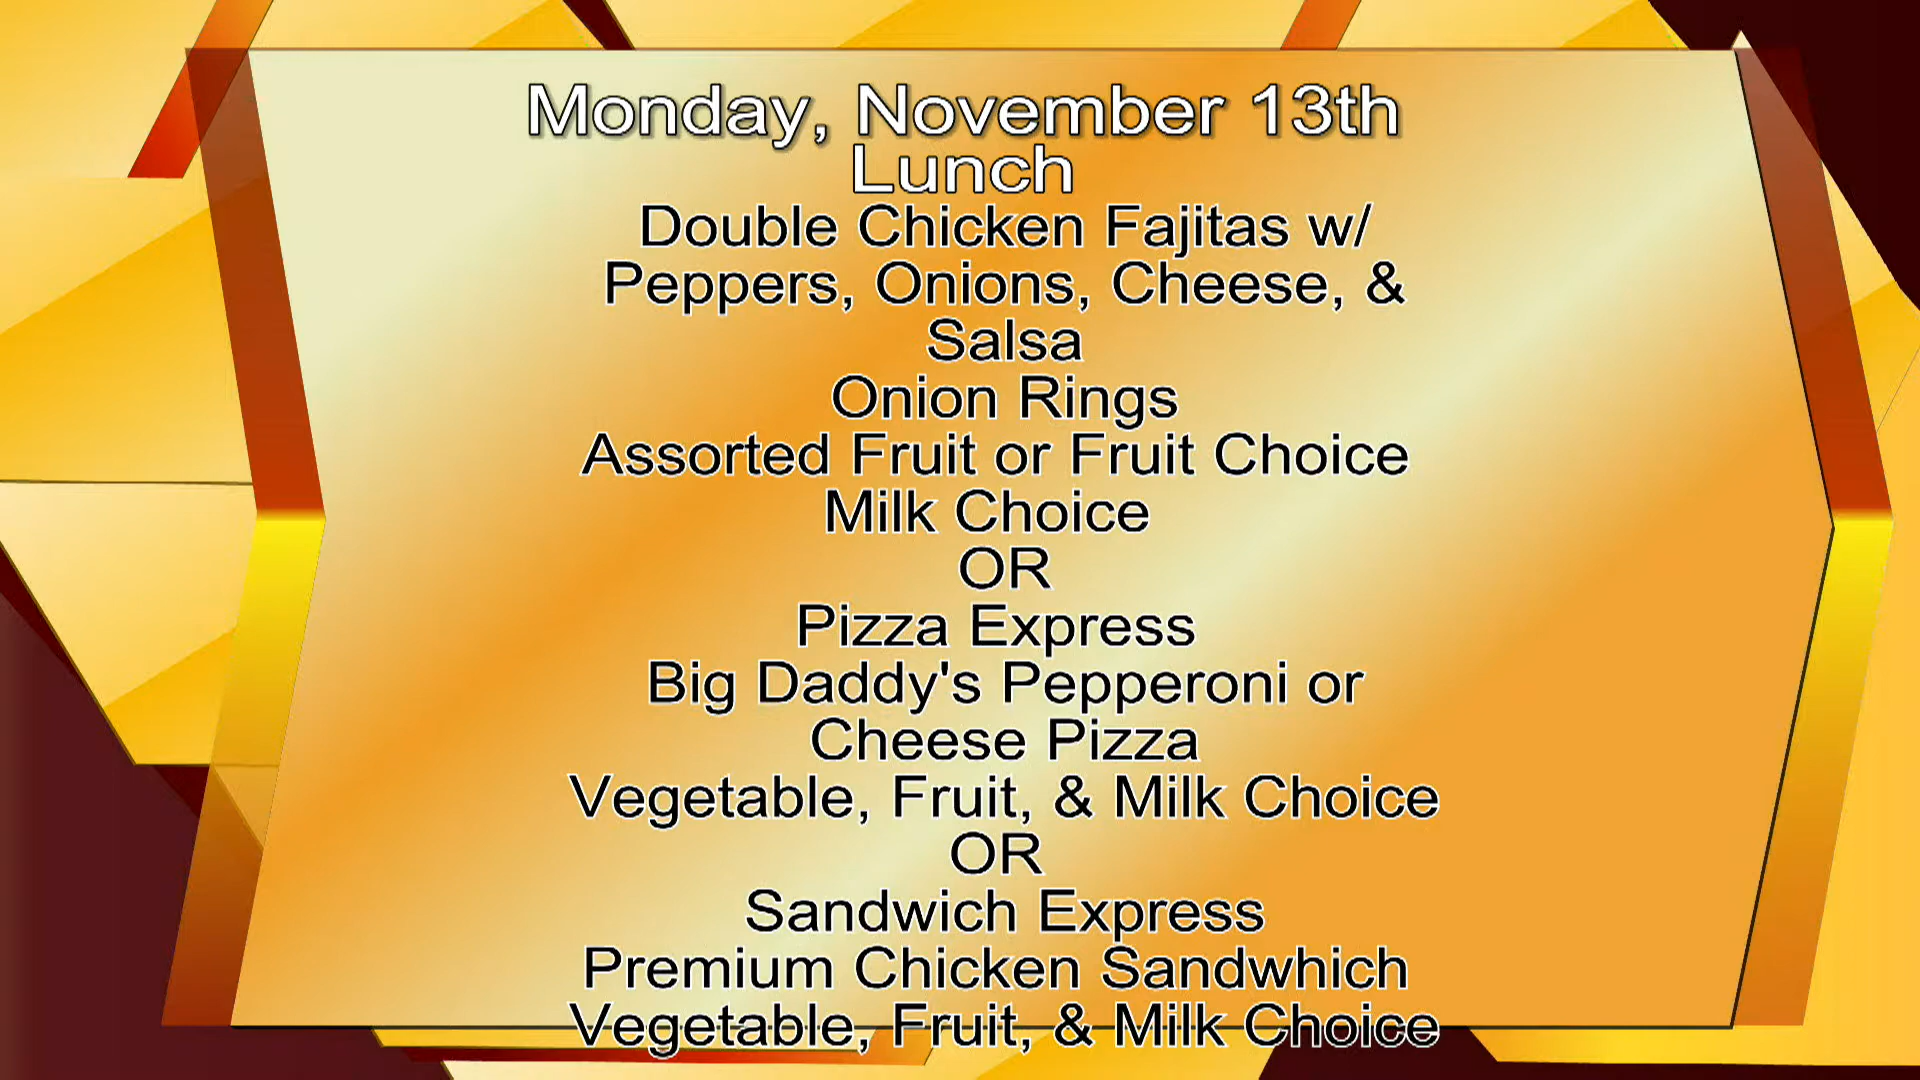 Monday, November 13th
Lunch
Double Chicken Fajitas w/
Peppers, Onions, Cheese, &
Salsa
Onion Rings
Assorted Fruit or Fruit Choice
Milk Choice
OR
Pizza Express
Big Daddy's Pepperoni or
Cheese Pizza
Vegetable, Fruit, & Milk Choice
OR
Sandwich Express
Premium Chicken Sandwhich
Vegetable, Fruit, & Milk Choice